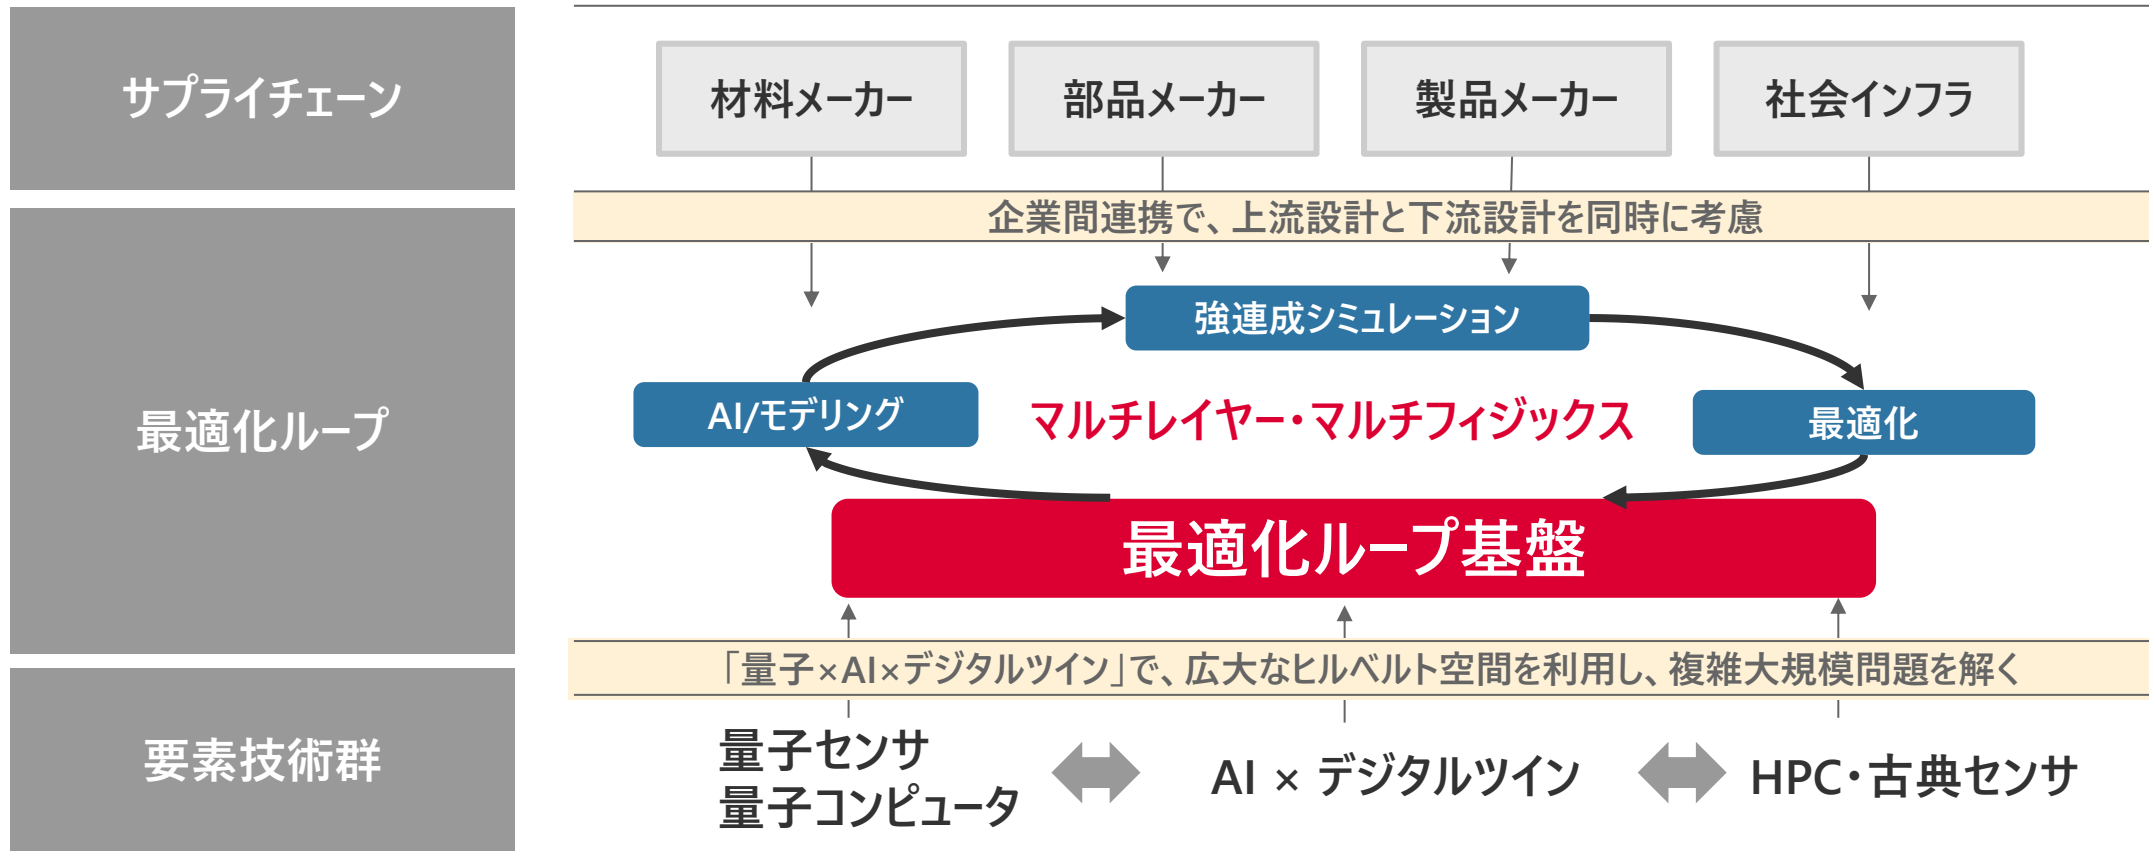 サプライチェーン
材料メーカー
部品メーカー
製品メーカー
社会インフラ
企業間連携で、上流設計と下流設計を同時に考慮
最適化ループ
強連成シミュレーション
AI/モデリング
マルチレイヤー・マルチフィジックス
最適化
最適化ループ基盤
「量子×AI×デジタルツイン」で、広大なヒルベルト空間を利用し、複雑大規模問題を解く
要素技術群
量子センサ
量子コンピュータ
AI × デジタルツイン
HPC・古典センサ